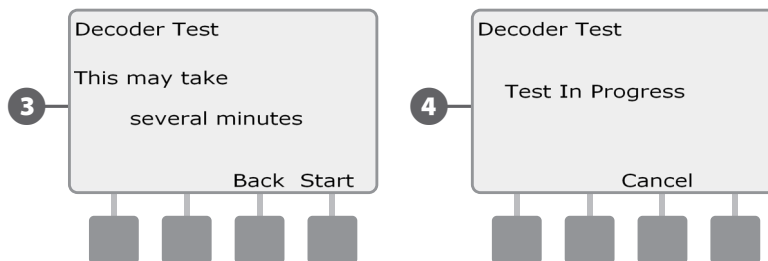 Decoder Test
This may take
several minutes
Back Start
3
Decoder Test
Test In Progress
Cancel
4